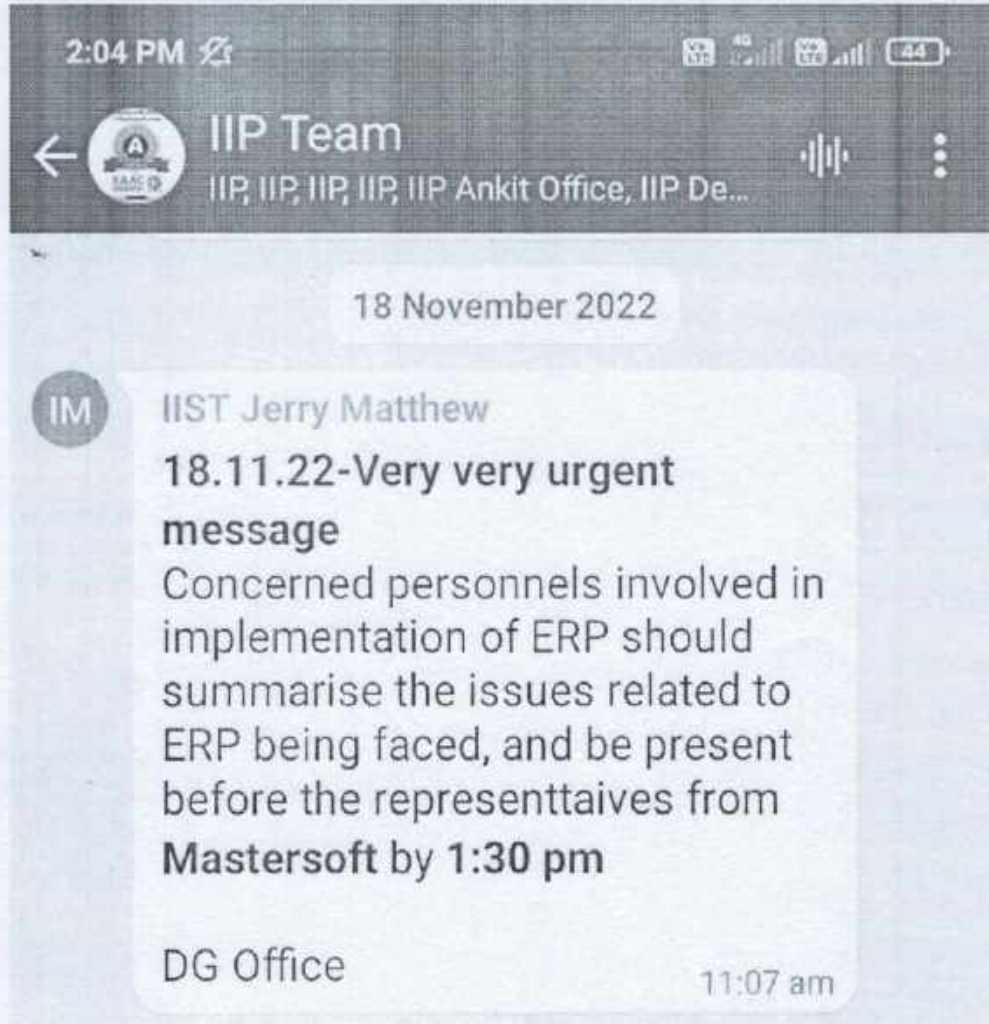 2:04 PM
4G
44
IIP Team
IIP, IIP, IIP, IIP, IIP Ankit Office, IIP De...
18 November 2022
IM
IIST Jerry Matthew
18.11.22-Very very urgent
message
Concerned personnels involved in
implementation of ERP should
summarise the issues related to
ERP being faced, and be present
before the representtaives from
Mastersoft by 1:30 pm
DG Office
11:07 am